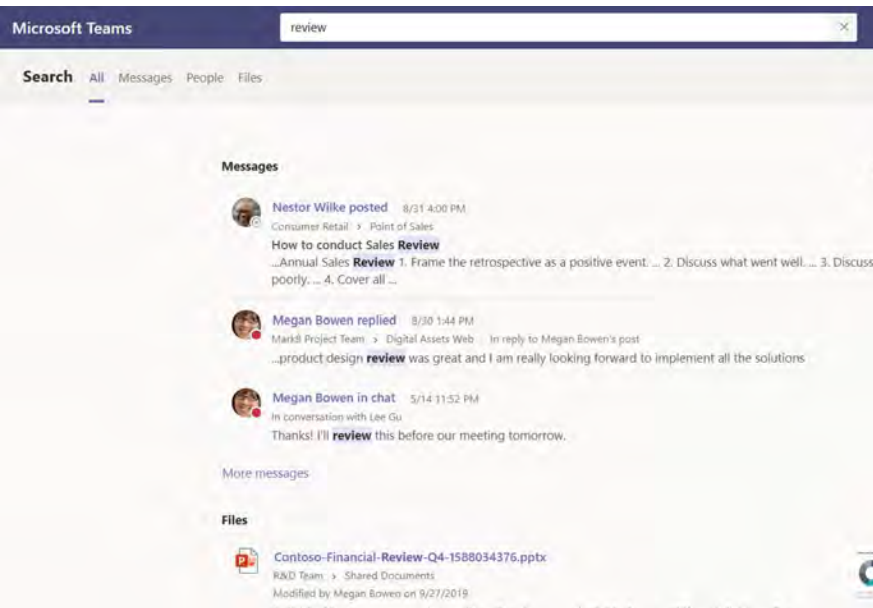 Microsoft Teams
review
Search All Messages People Files
Messages
Nestor Wilke posted 8/31 4:00 PM
Consumer Retail > Point of Sales
How to conduct Sales Review
...Annual Sales Review 1. Frame the retrospective as a positive event. ... 2. Discuss what went well. ... 3. Discuss
poorly. ... 4. Cover all ...
Megan Bowen replied 8/30 1:44 PM
Mark8 Project Team > Digital Assets Web In reply to Megan Bowen's post
...product design review was great and I am really looking forward to implement all the solutions
Megan Bowen in chat 5/14 11:52 PM
In conversation with Lee Gu
Thanks! I'll review this before our meeting tomorrow.
More messages
Files
Contoso-Financial-Review-Q4-1588034376.pptx
R&D Team > Shared Documents
Modified by Megan Bowen on 9/27/2019